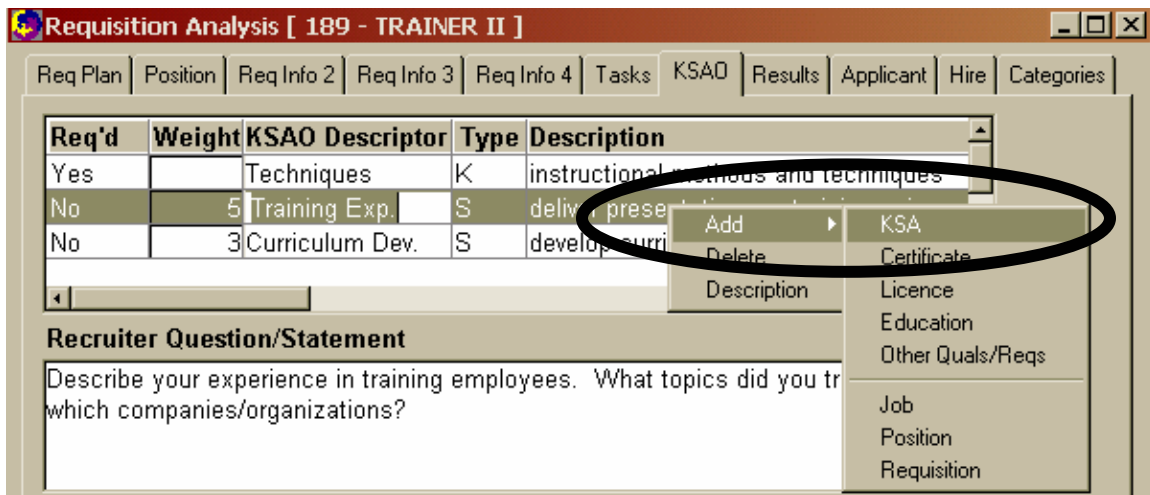 Requisition Analysis [ 189 - TRAINER II ]
Req Plan Position Req Info 2 Req Info 3 Req Info 4 Tasks KSAO Results Applicant Hire Categories
Req'd Weight KSAO Descriptor Type Description
Yes Techniques K instructional methods and techniques
No 5 Training Exp. S deliver
No 3 Curriculum Dev. S develop
Add KSA
Delete Certificate
Description Licence
Education
Other Quals/Reqs
Job
Position
Requisition
Recruiter Question/Statement
Describe your experience in training employees. What topics did you tr
which companies/organizations?